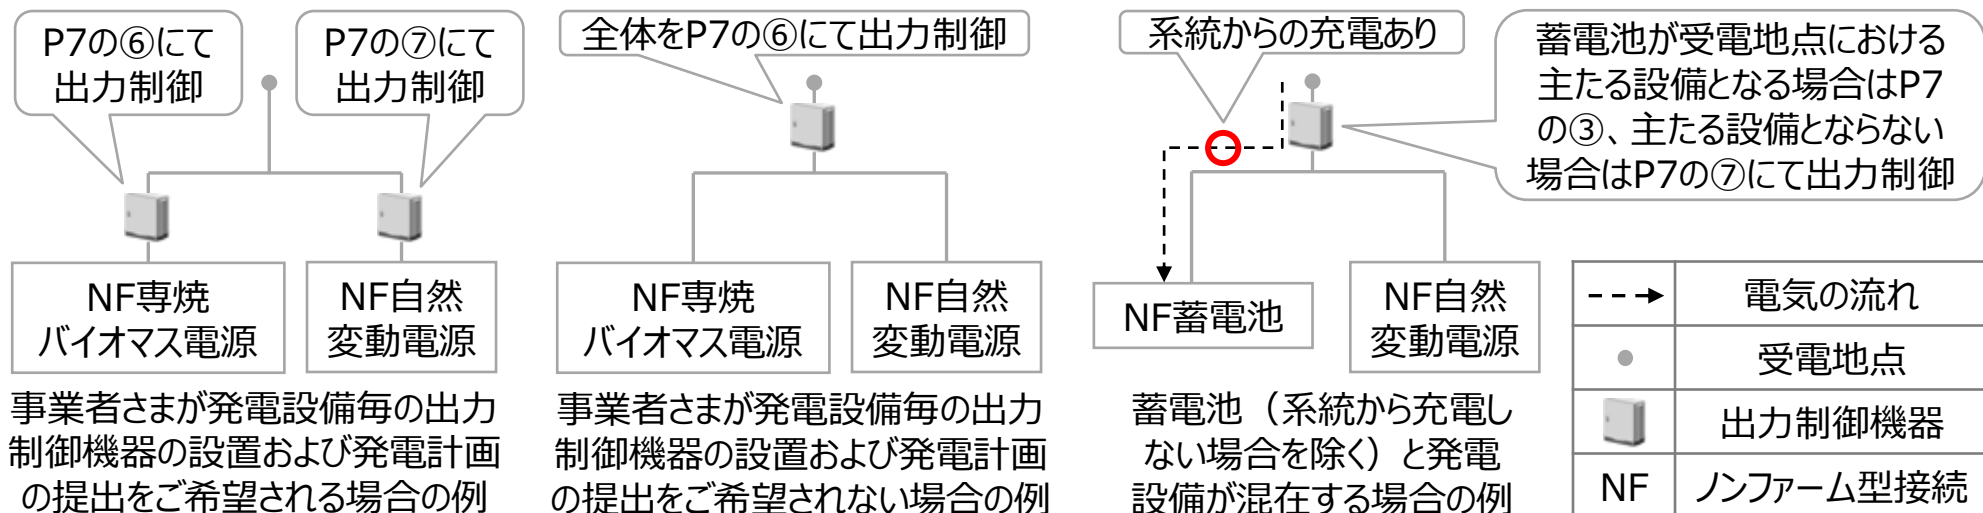 P7の⑥にて
出力制御
P7の⑦にて
出力制御
NF専焼
バイオマス電源
NF自然
変動電源
事業者さまが発電設備毎の出力
制御機器の設置および発電計画
の提出をご希望される場合の例
全体をP7の⑥にて出力制御
NF専焼
バイオマス電源
NF自然
変動電源
事業者さまが発電設備毎の出力
制御機器の設置および発電計画
の提出をご希望されない場合の例
系統からの充電あり
蓄電池が受電地点における
主たる設備となる場合はP7
の③、主たる設備とならない
場合はP7の⑦にて出力制御
NF蓄電池
NF自然
変動電源
蓄電池（系統から充電し
ない場合を除く）と発電
設備が混在する場合の例
電気の流れ
受電地点
出力制御機器
NF ノンファーム型接続